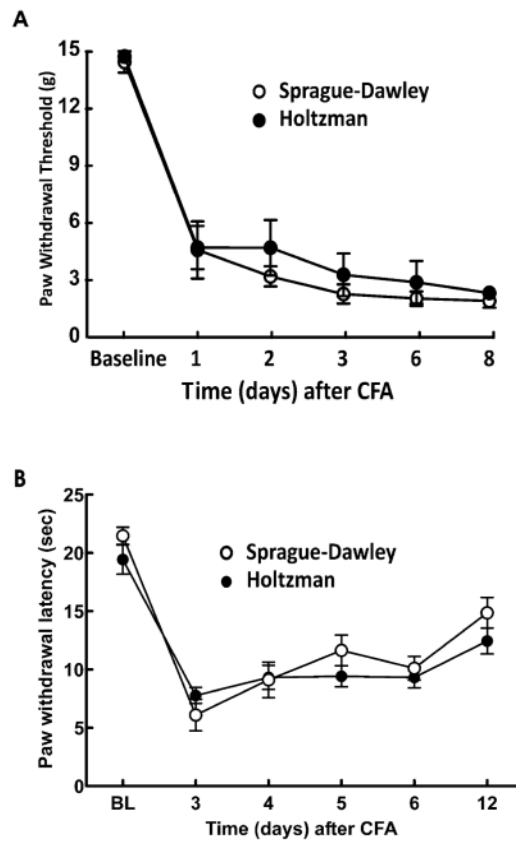 A
Paw Withdrawal Threshold (g)
15
12
9
6
3
0
Sprague-Dawley
Holtzman
Baseline 1 2 3 6 8
Time (days) after CFA
B
Paw withdrawal latency (sec)
25
20
15
10
5
0
Sprague-Dawley
Holtzman
BL 3 4 5 6 12
Time (days) after CFA